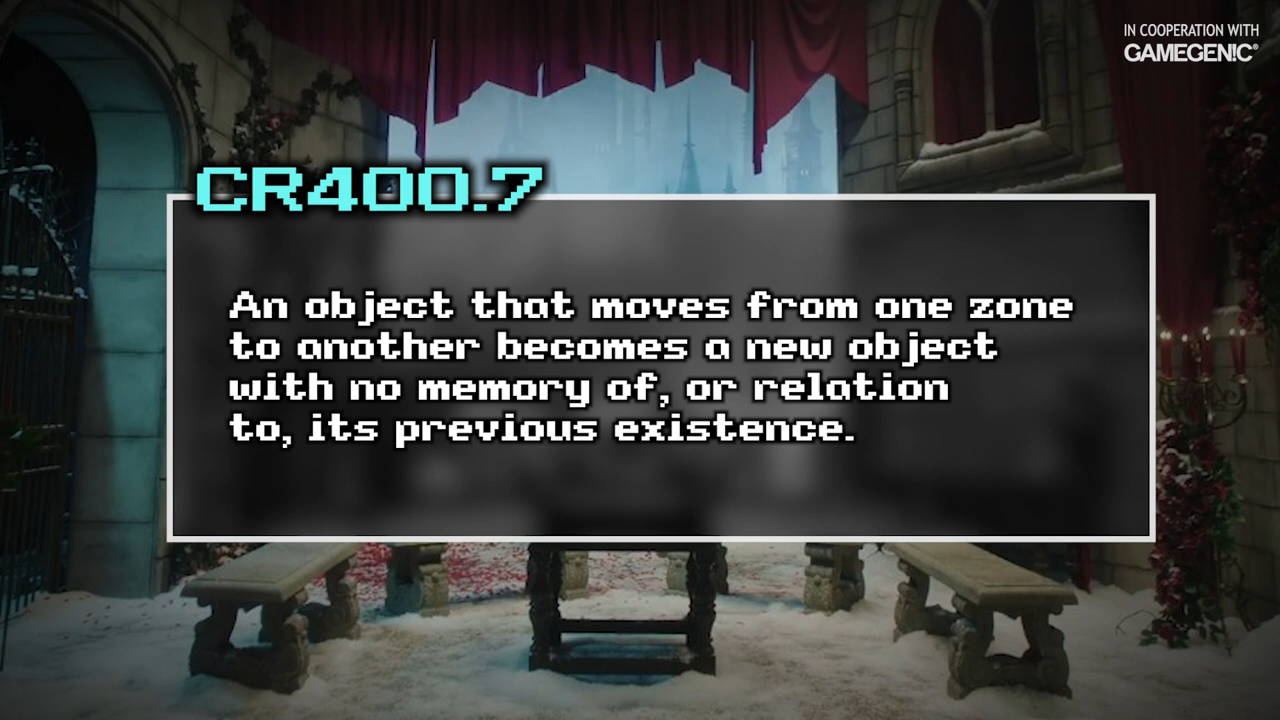 IN COOPERATION WITH
GAMEGEN!C®
CR400.7
An object that moves from one zone
to another becomes a new object
with no memory of, or relation
to, its previous existence.